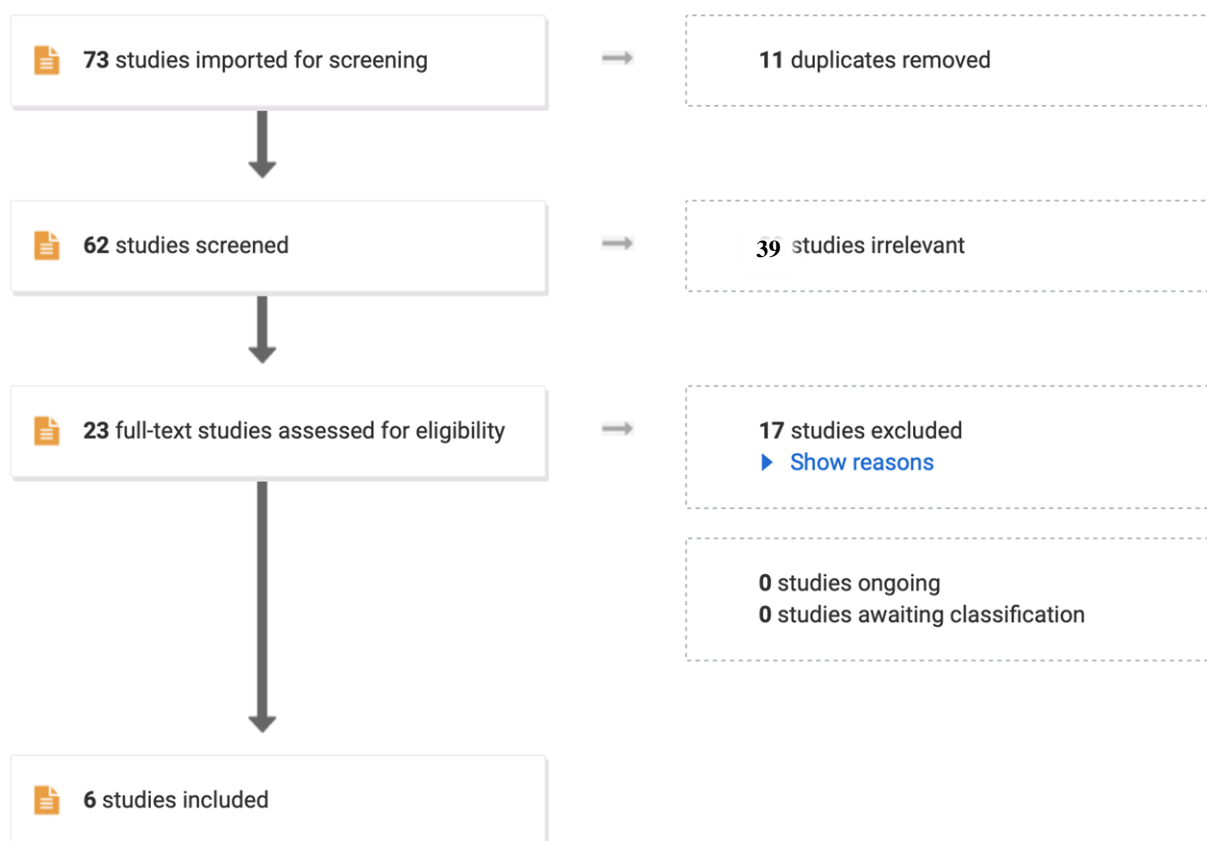 73 studies imported for screening
11 duplicates removed
62 studies screened
39 studies irrelevant
23 full-text studies assessed for eligibility
17 studies excluded
Show reasons
0 studies ongoing
0 studies awaiting classification
6 studies included